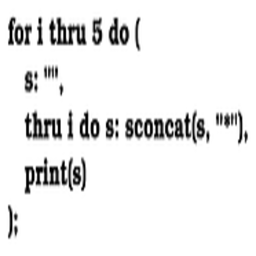 for i thru 5 do (
s: "",
thru i do s: sconcat(s, "*"),
print(s)
);